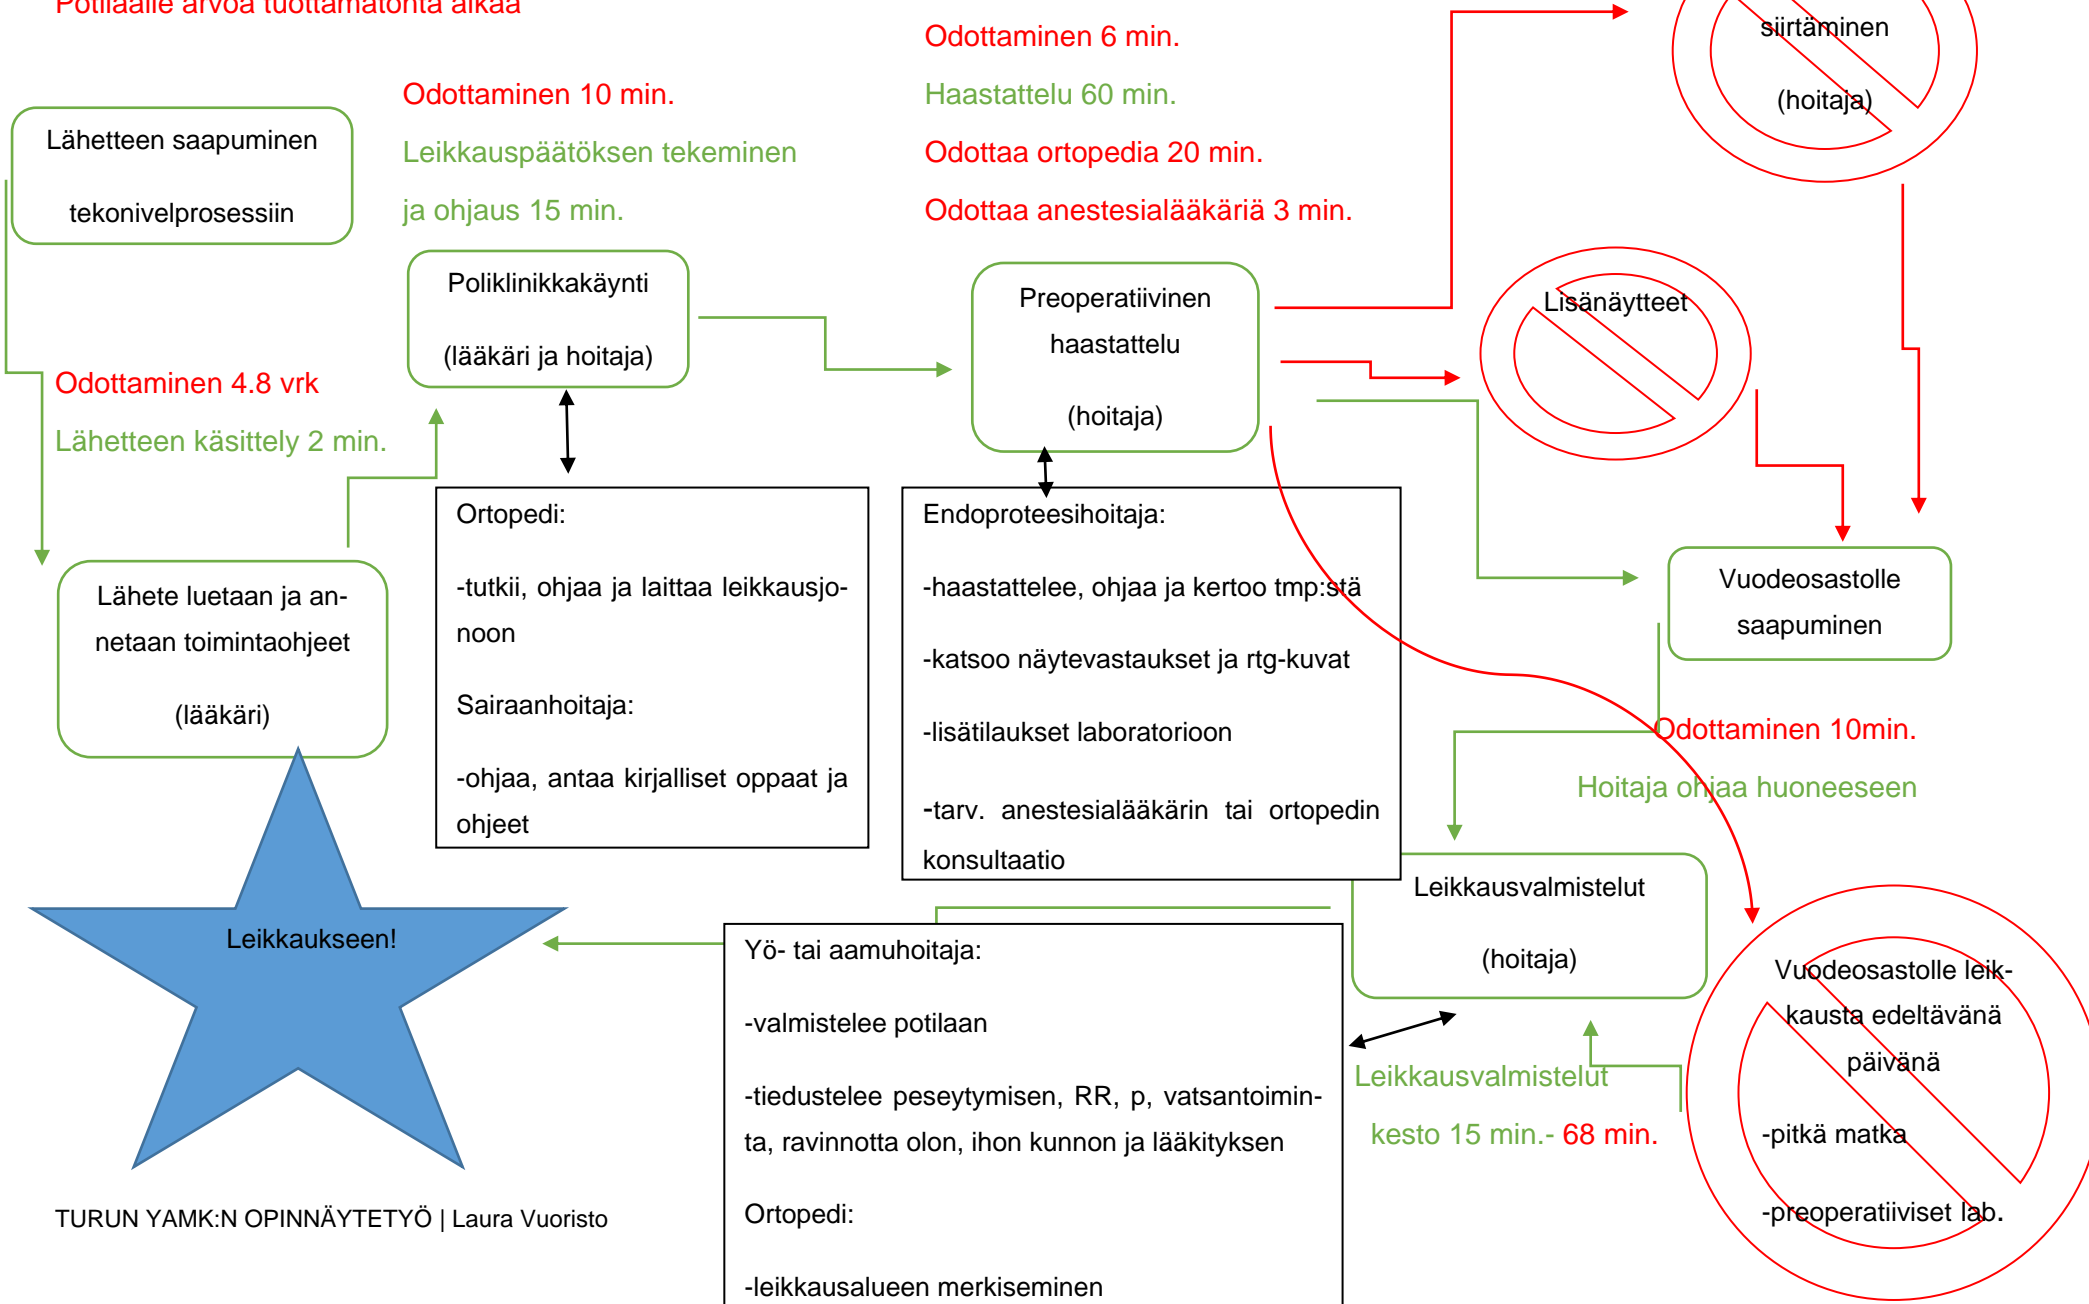 Potilaalle arvoa tuottamatonta aikaa
Odottaminen 6 min.
Haastattelu 60 min.
Odottaa ortopedia 20 min.
Odottaa anestesialääkäriä 3 min.
siirtäminen
(hoitaja)
Odottaminen 10 min.
Leikkauspäätöksen tekeminen
ja ohjaus 15 min.
Lähetteen saapuminen
tekonivelprosessiin
Poliklinikkakäynti
(lääkäri ja hoitaja)
Preoperatiivinen
haastattelu
(hoitaja)
Lisänäytteet
Odottaminen 4.8 vrk
Lähetteen käsittely 2 min.
Lähete luetaan ja an-
netaan toimintaohjeet
(lääkäri)
Ortopedi:
-tutkii, ohjaa ja laittaa leikkausjo-
noon
Sairaanhoitaja:
-ohjaa, antaa kirjalliset oppaat ja
ohjeet
Endoproteesihoitaja:
-haastattelee, ohjaa ja kertoo tmp:stä
-katsoo näytevastaukset ja rtg-kuvat
-lisätilaukset laboratorioon
-tarv. anestesialääkärin tai ortopedin
konsultaatio
Vuodeosastolle
saapuminen
Odottaminen 10min.
Hoitaja ohjaa huoneeseen
Leikkausvalmistelut
(hoitaja)
Leikkaukseen!
Yö- tai aamuhoitaja:
-valmistelee potilaan
-tiedustelee peseytymisen, RR, p, vatsantoimin-
ta, ravinnotta olon, ihon kunnon ja lääkityksen
Ortopedi:
-leikkausalueen merkiseminen
Leikkausvalmistelut
kesto 15 min.- 68 min.
Vuodeosastolle leik-
kausta edeltävänä
päivänä
-pitkä matka
-preoperatiiviset lab.
TURUN YAMK:N OPINNÄYTETYÖ | Laura Vuoristo